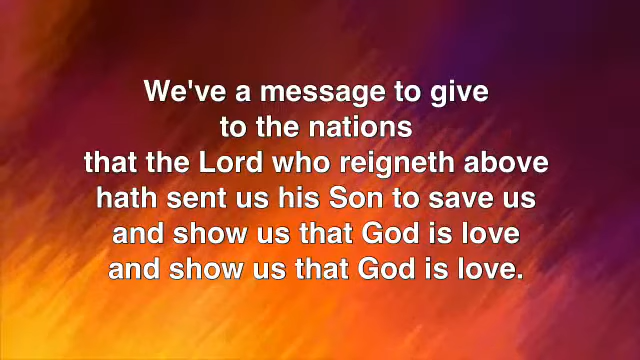 We've a message to give
to the nations
that the Lord who reigneth above
hath sent us his Son to save us
and show us that God is love
and show us that God is love.